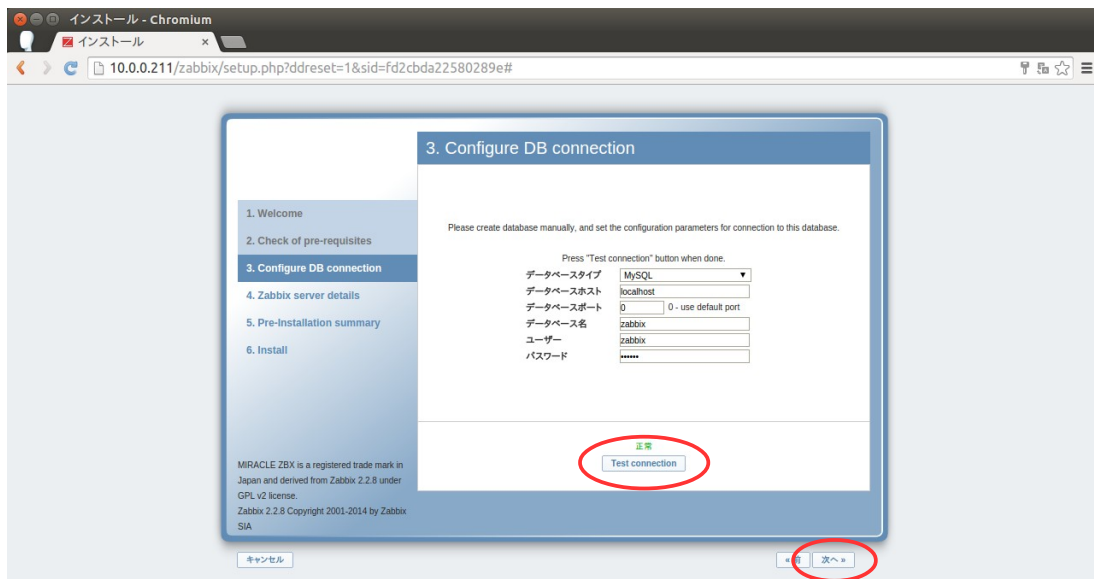 インストール - Chromium
インストール ×
10.0.0.211/zabbix/setup.php?ddreset=1&sid=fd2cbda22580289e#
3. Configure DB connection
1. Welcome
2. Check of pre-requisites
3. Configure DB connection
4. Zabbix server details
5. Pre-Installation summary
6. Install
Please create database manually, and set the configuration parameters for connection to this database.
Press "Test connection" button when done.
データベースタイプ MySQL
データベースホスト localhost
データベースポート 0 0 - use default port
データベース名 zabbix
ユーザー zabbix
パスワード ••••••
正常
Test connection
MIRACLE ZBX is a registered trade mark in
Japan and derived from Zabbix 2.2.8 under
GPL v2 license.
Zabbix 2.2.8 Copyright 2001-2014 by Zabbix
SIA
キャンセル
« 前 次へ »